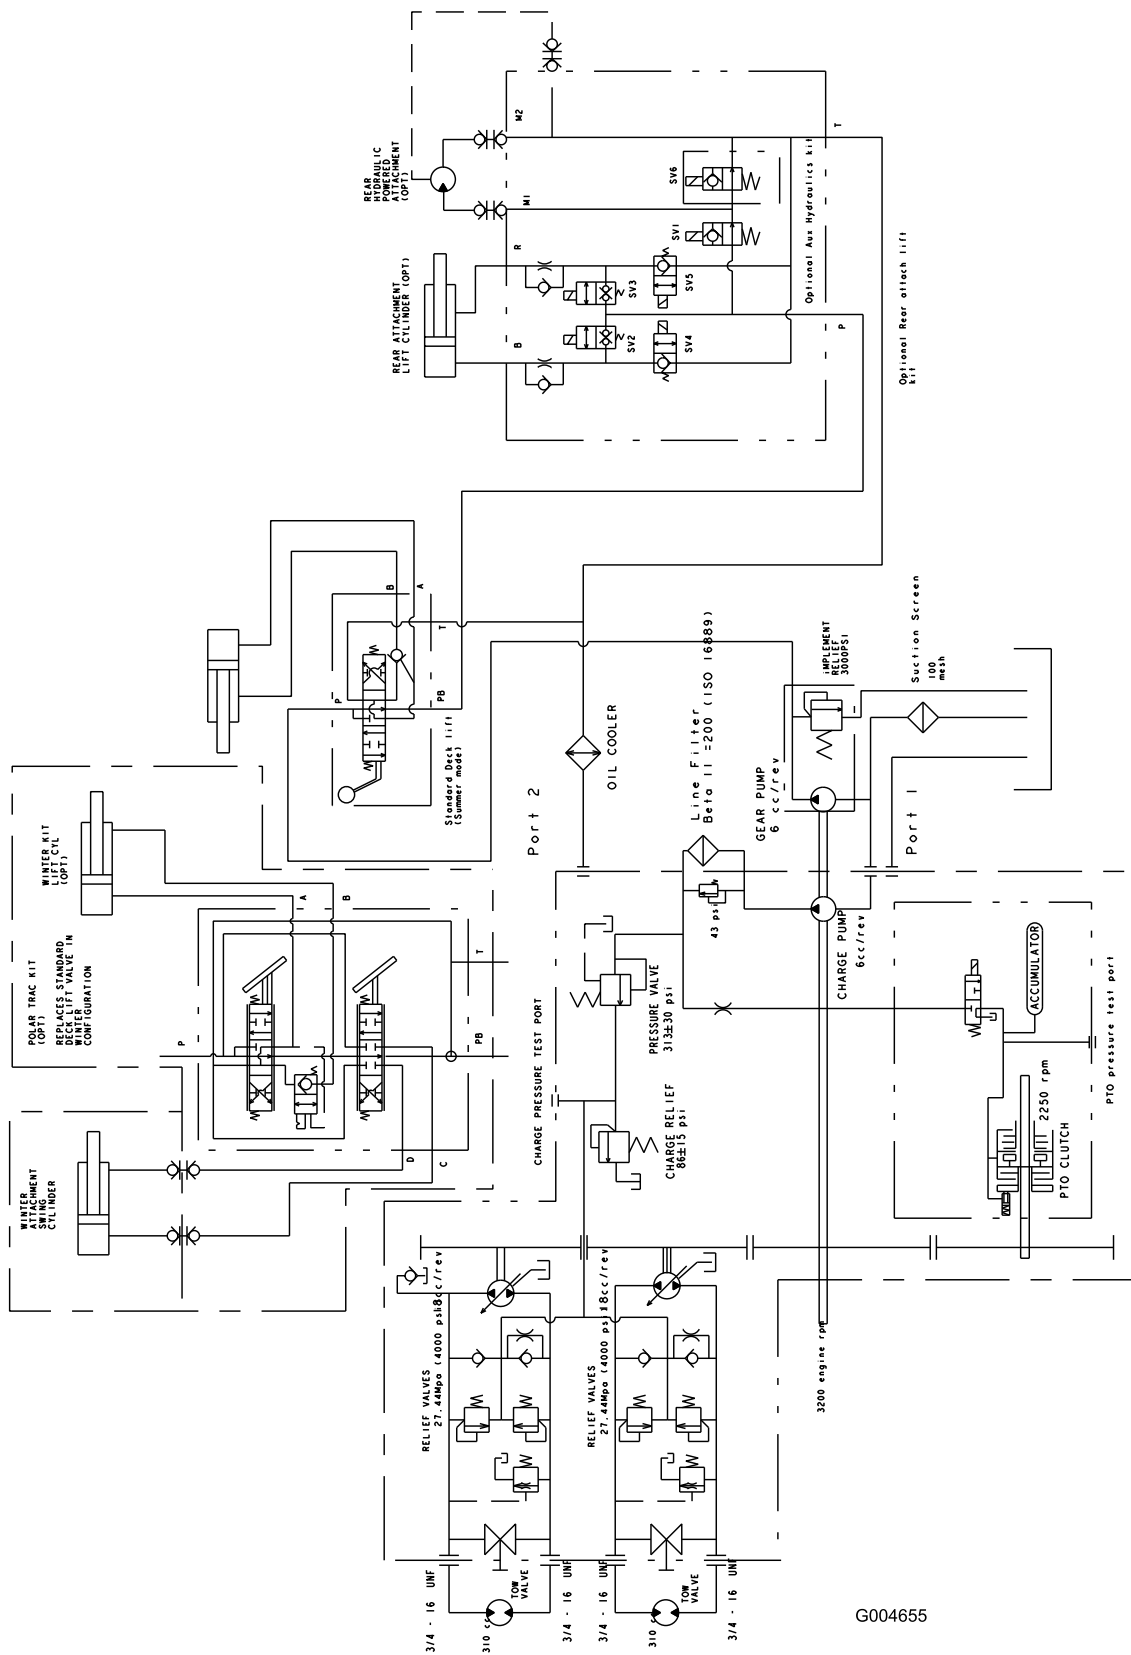 M2
T
REAR
HYDRAULIC
POWERED
ATTACHMENT
(OPT)
M1
SV6
SV1
R
Optional Aux Hydraulics kit
Optional Rear attach lift
kit
REAR ATTACHMENT
LIFT CYLINDER (OPT)
SV3
SV5
B
SV2
SV4
P
B
A
T
P
PB
Standard Deck lift
(Summer mode)
OIL COOLER
Port 2
Line Filter
Beta 11 =200 (ISO 16889)
IMPLEMENT
RELIEF
3000PSI
Suction Screen
100
mesh
GEAR PUMP
6 cc/rev
Port 1
WINTER KIT
LIFT CYL
(OPT)
A
B
POLAR TRAC KIT
(OPT)
REPLACES STANDARD
DECK LIFT VALVE IN
WINTER
CONFIGURATION
P
T
PB
43 psi
CHARGE PUMP
6cc/rev
PRESSURE VALVE
313±30 psi
CHARGE PRESSURE TEST PORT
CHARGE RELIEF
86±15 psi
ACCUMULATOR
PTO pressure test port
2250 rpm
PTO CLUTCH
WINTER
ATTACHMENT
SWING
CYLINDER
D
C
RELIEF VALVES
27.44Mpa (4000 psi)
18cc/rev
RELIEF VALVES
27.44Mpa (4000 psi)
18cc/rev
3200 engine rpm
TOW
VALVE
TOW
VALVE
3/4 - 16 UNF
310 cc
3/4 - 16 UNF
3/4 - 16 UNF
310 c
3/4 - 16 UNF
G004655